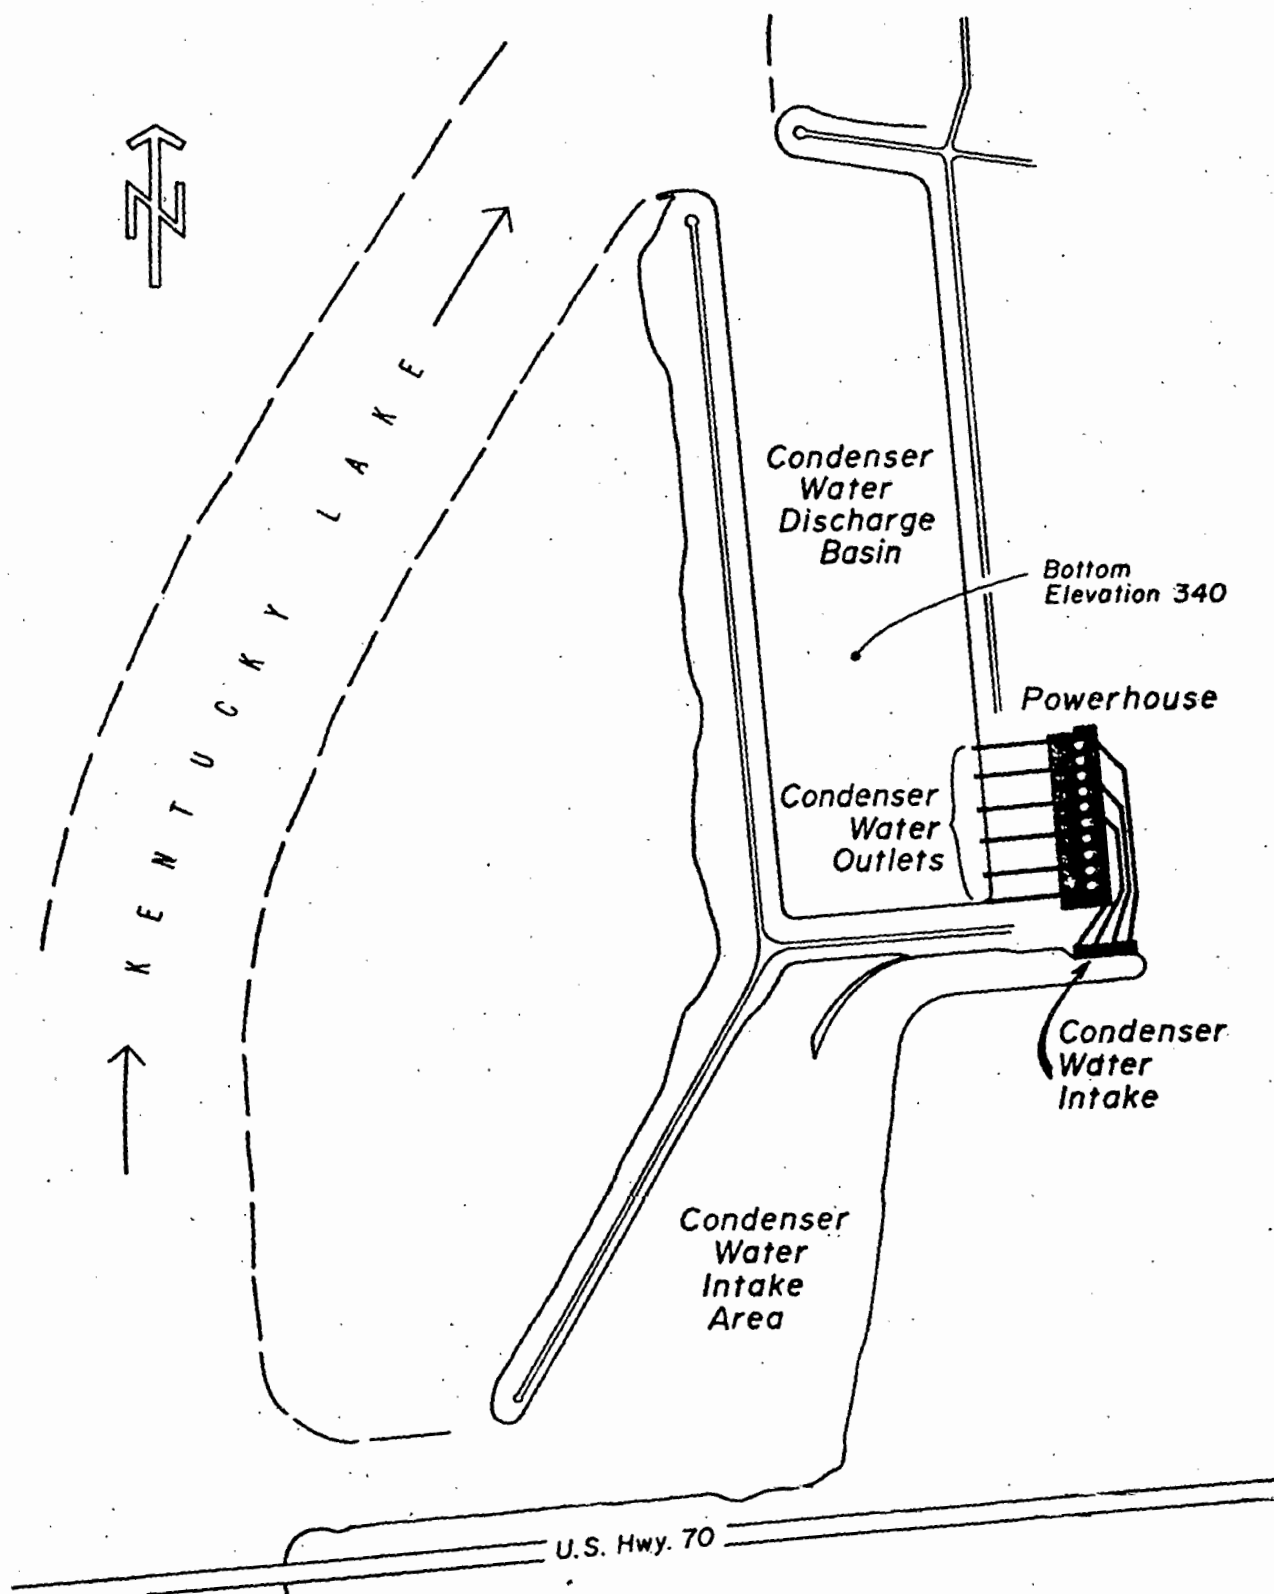 N
KENTUCKY LAKE
Condenser
Water
Discharge
Basin
Bottom
Elevation 340
Powerhouse
Condenser
Water
Outlets
Condenser
Water
Intake
Condenser
Water
Intake
Area
U.S. Hwy. 70